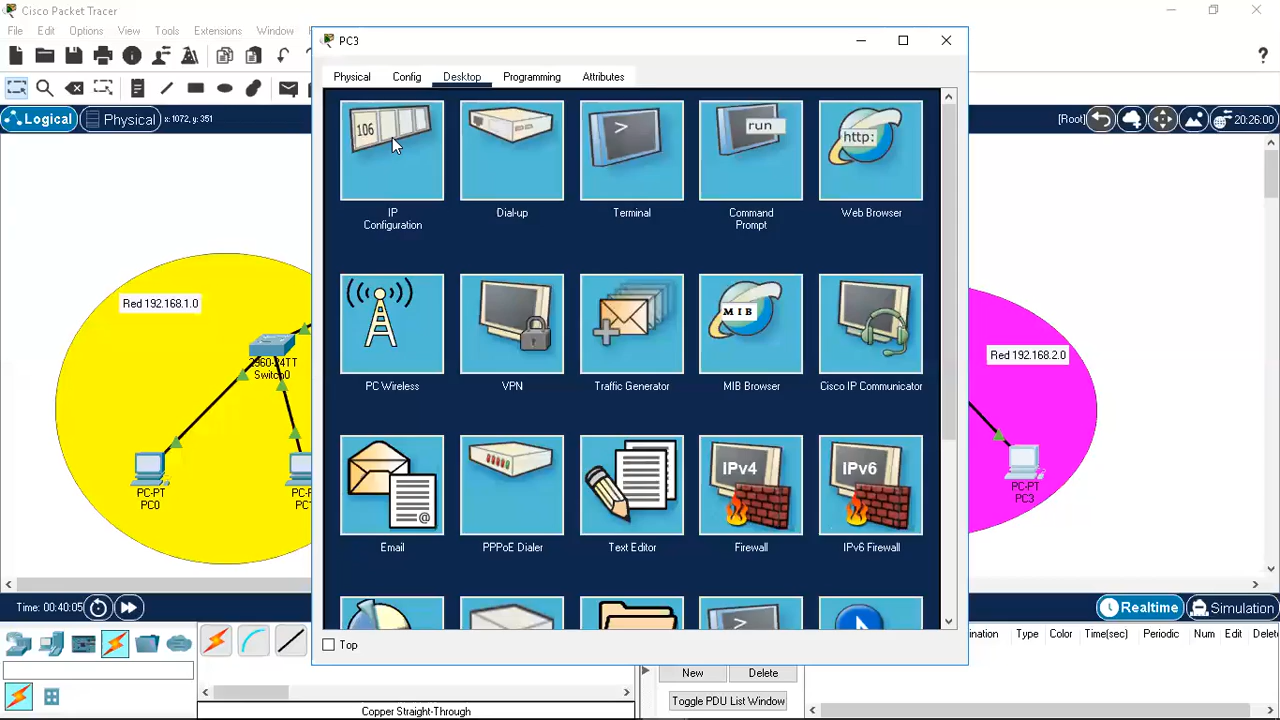 Cisco Packet Tracer
File Edit Options View Tools Extensions Window
?
Logical
Physical
x: 1072, y: 351
[Root]
20:26:00
PC3
Physical Config Desktop Programming Attributes
106
>
run
http:
IP
Configuration
Dial-up
Terminal
Command
Prompt
Web Browser
MIB
PC Wireless
VPN
Traffic Generator
MIB Browser
Cisco IP Communicator
@
IPv4
IPv6
Email
PPPoE Dialer
Text Editor
Firewall
IPv6 Firewall
>
Top
Red 192.168.1.0
2960-24TT
Switch0
PC-PT
PC0
Red 192.168.2.0
PC-PT
PC3
Time: 00:40:05
Realtime
Simulation
Copper Straight-Through
New
Delete
Toggle PDU List Window
ination Type Color Time(sec) Periodic Num Edit Delet